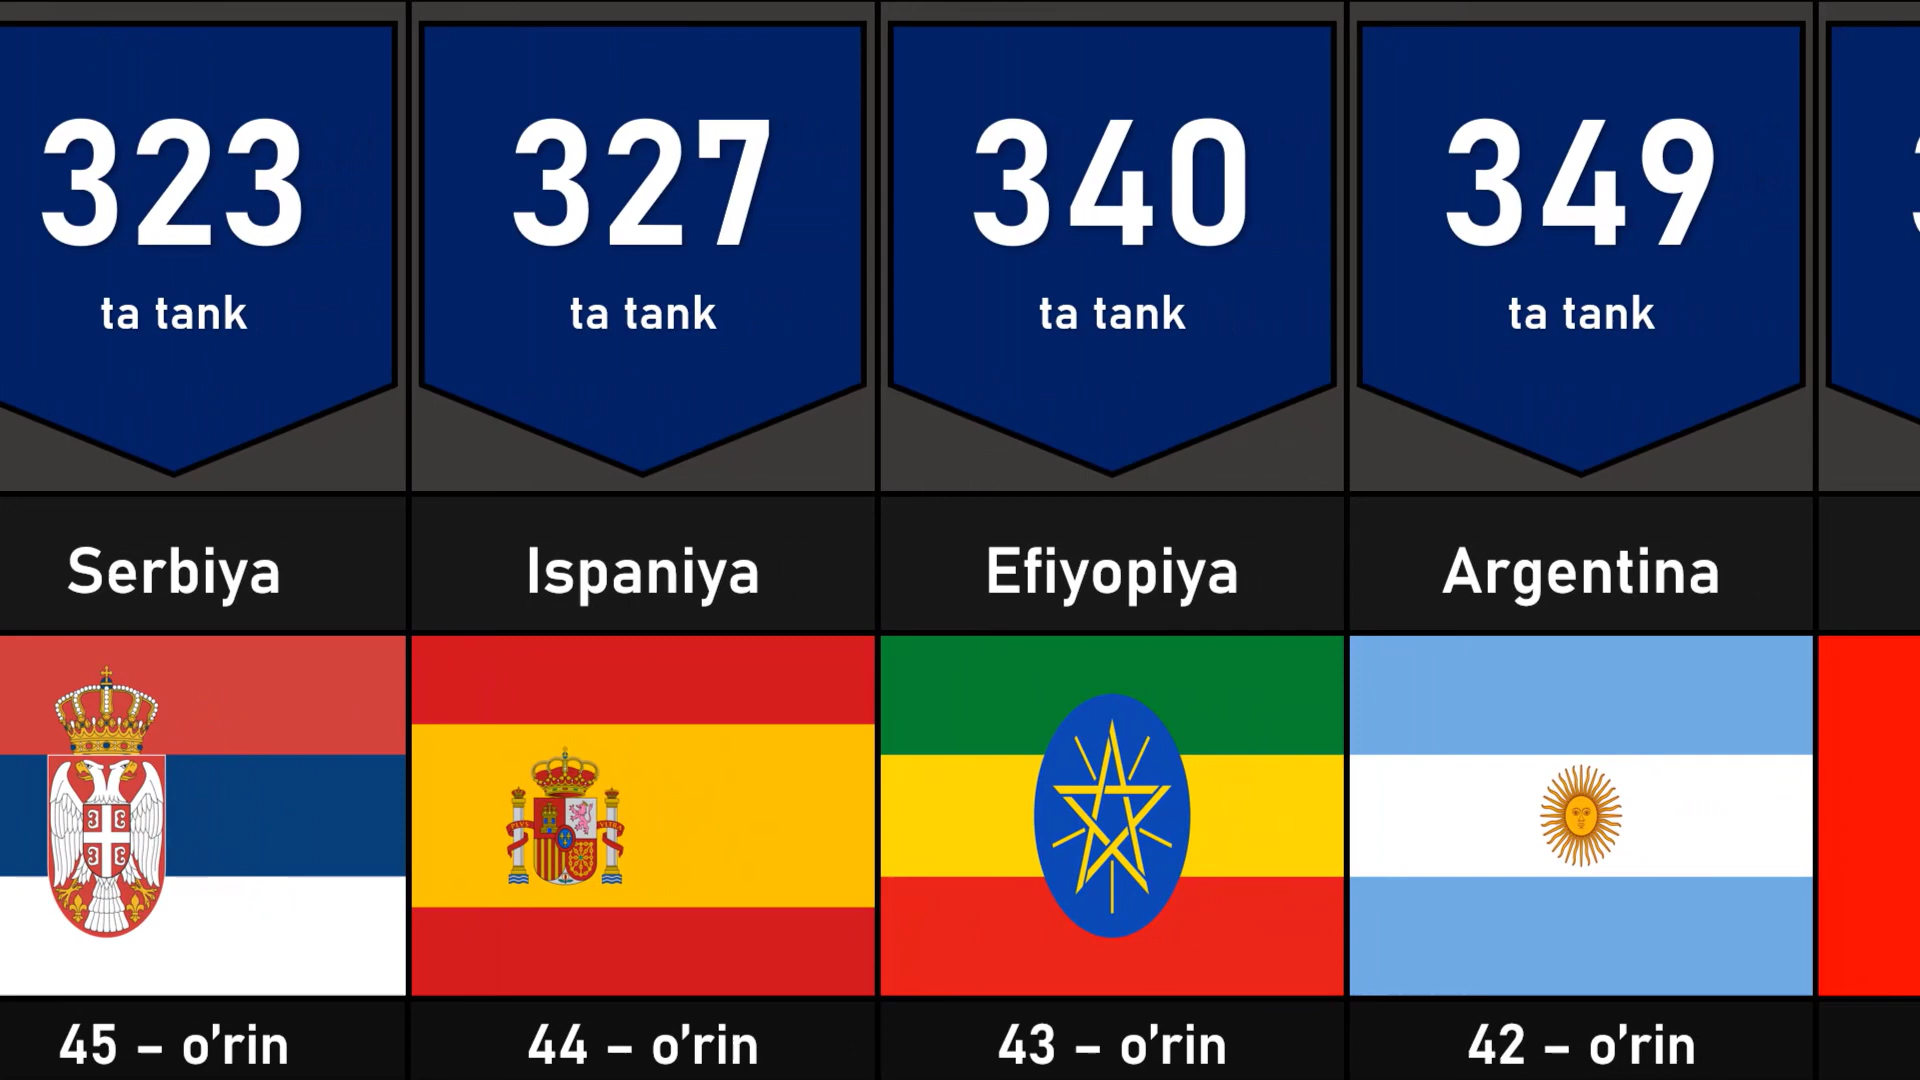 323
ta tank
Serbiya
45 – o’rin
327
ta tank
Ispaniya
44 – o’rin
340
ta tank
Efiyopiya
43 – o’rin
349
ta tank
Argentina
42 – o’rin